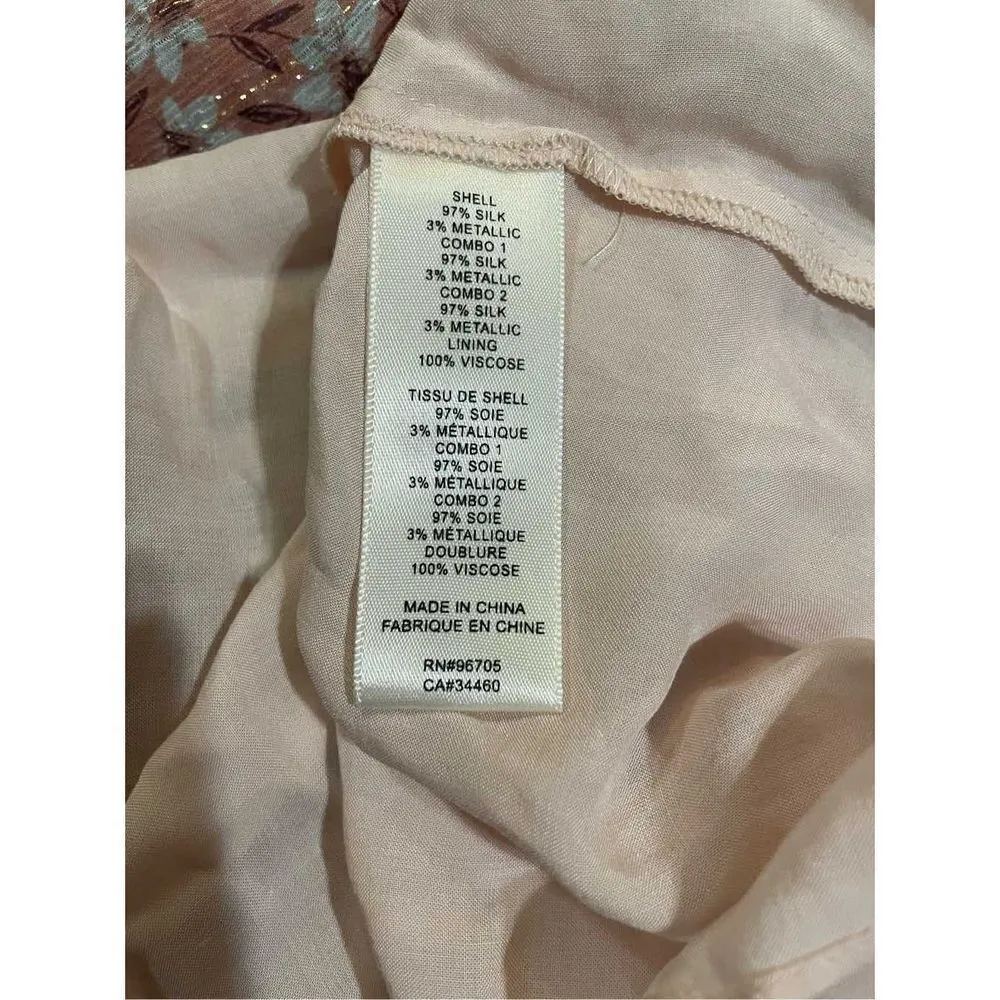 SHELL
97% SILK
3% METALLIC
COMBO 1
97% SILK
3% METALLIC
COMBO 2
97% SILK
3% METALLIC
LINING
100% VISCOSE
TISSU DE SHELL
97% SOIE
3% MÉTALLIQUE
COMBO 1
97% SOIE
3% MÉTALLIQUE
COMBO 2
97% SOIE
3% MÉTALLIQUE
DOUBLURE
100% VISCOSE
MADE IN CHINA
FABRIQUE EN CHINE
RN#96705
CA#34460